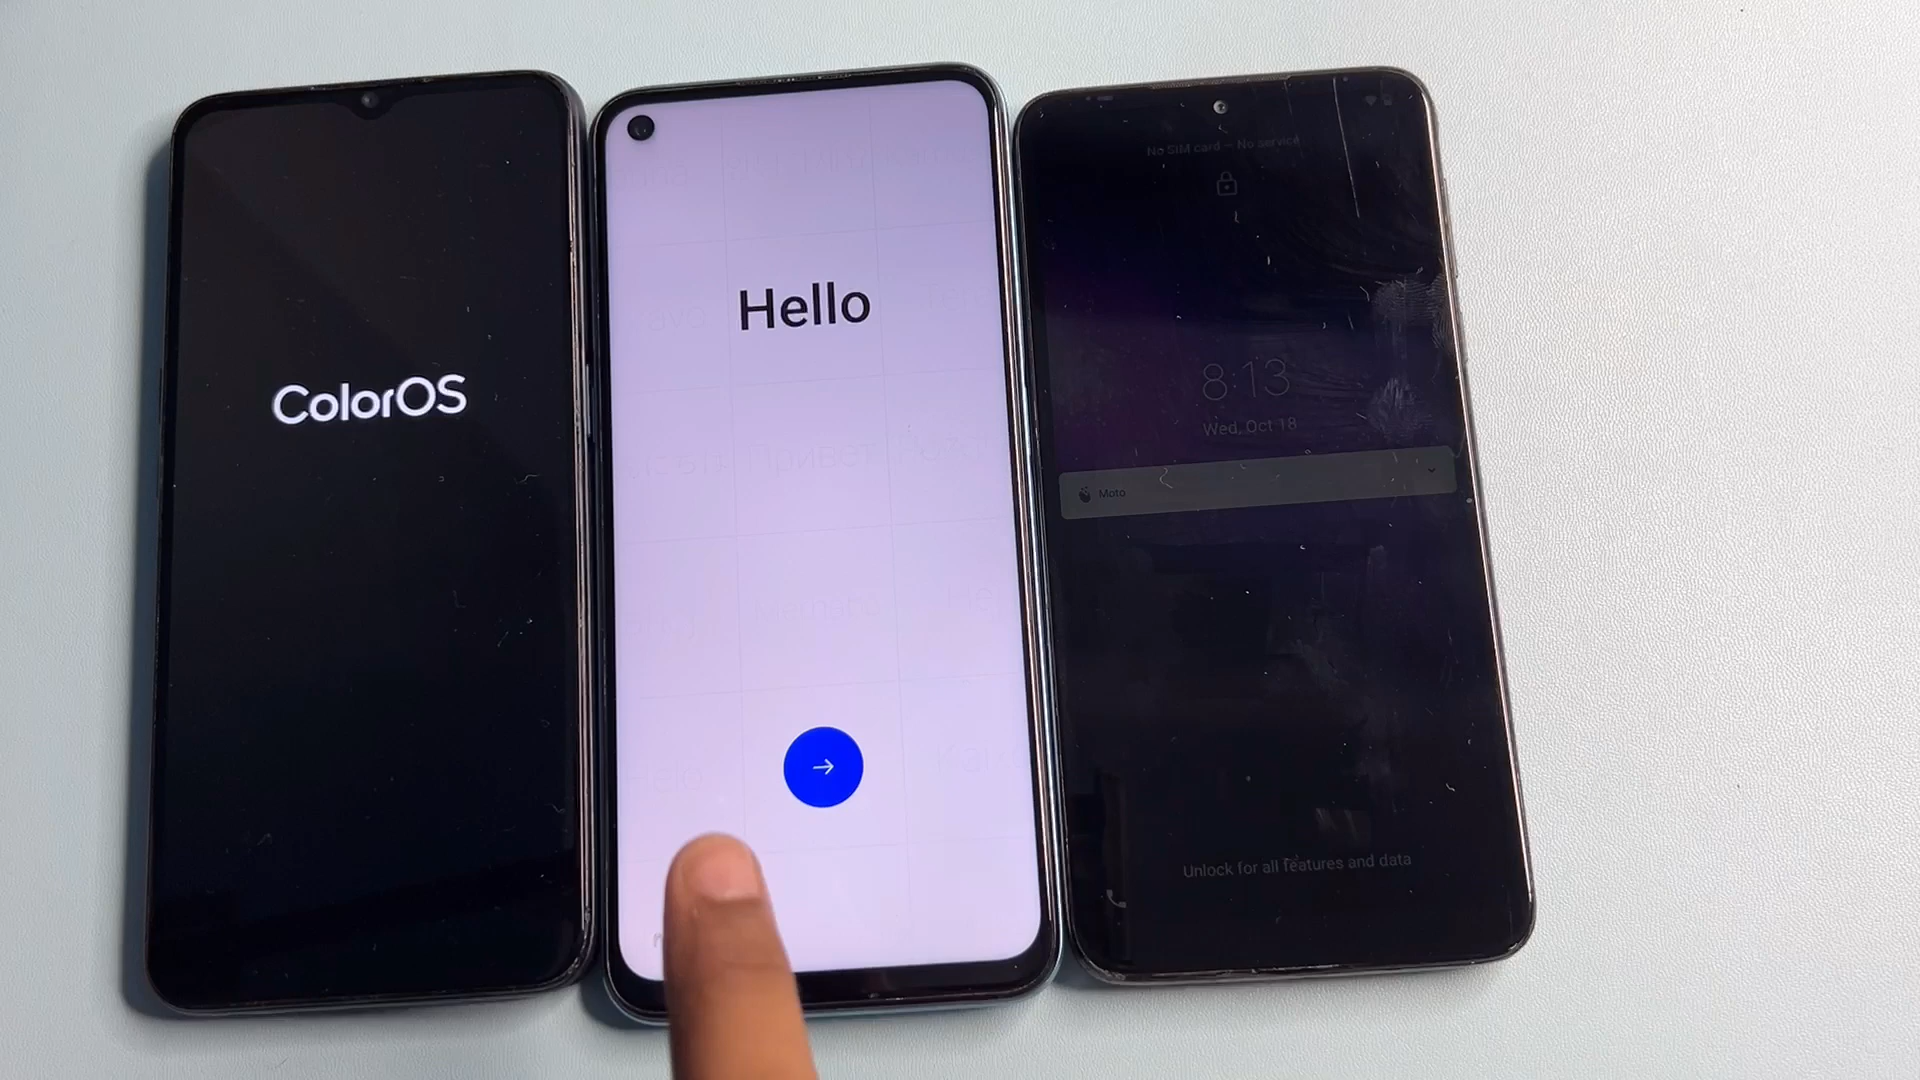 ColorOS
Hello
No SIM card — No service
8:13
Wed, Oct 18
Moto
Unlock for all features and data